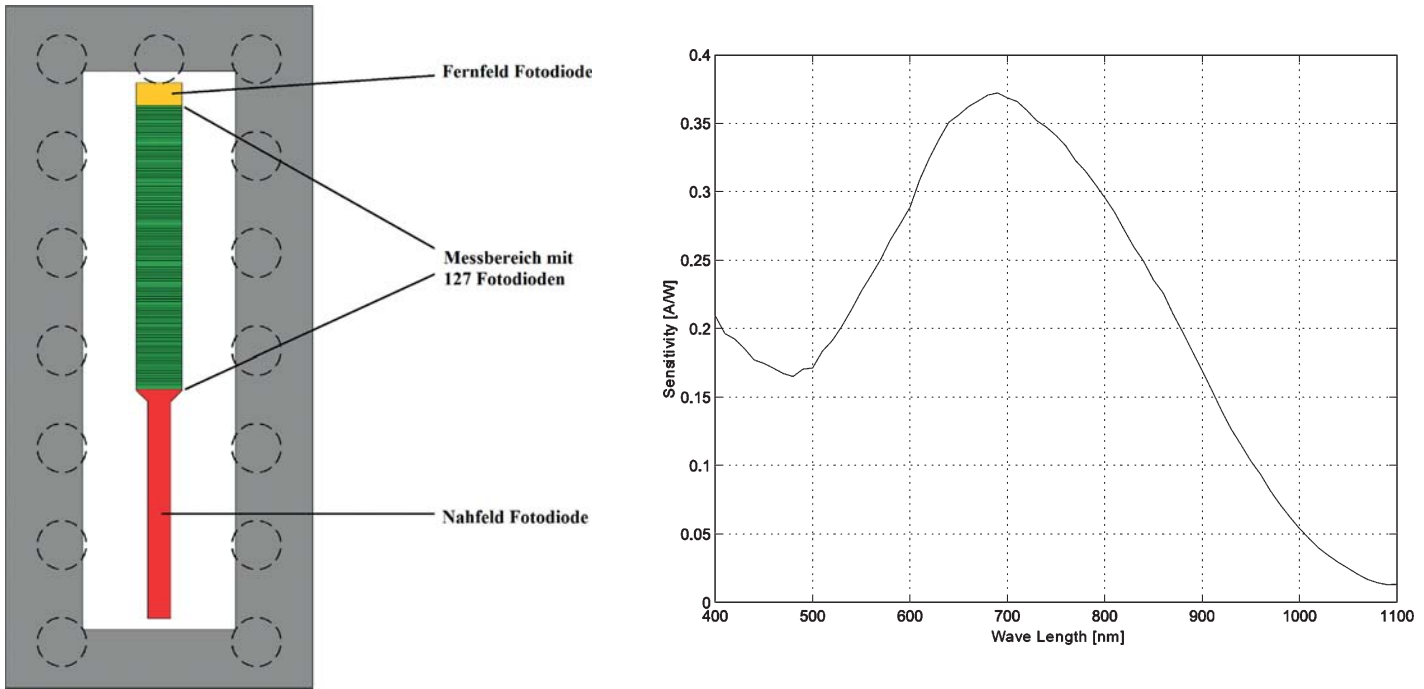 Fernfeld Fotodiode
Messbereich mit
127 Fotodioden
Nahfeld Fotodiode
Sensitivity [A/W]
0.4
0.35
0.3
0.25
0.2
0.15
0.1
0.05
0
400 500 600 700 800 900 1000 1100
Wave Length [nm]